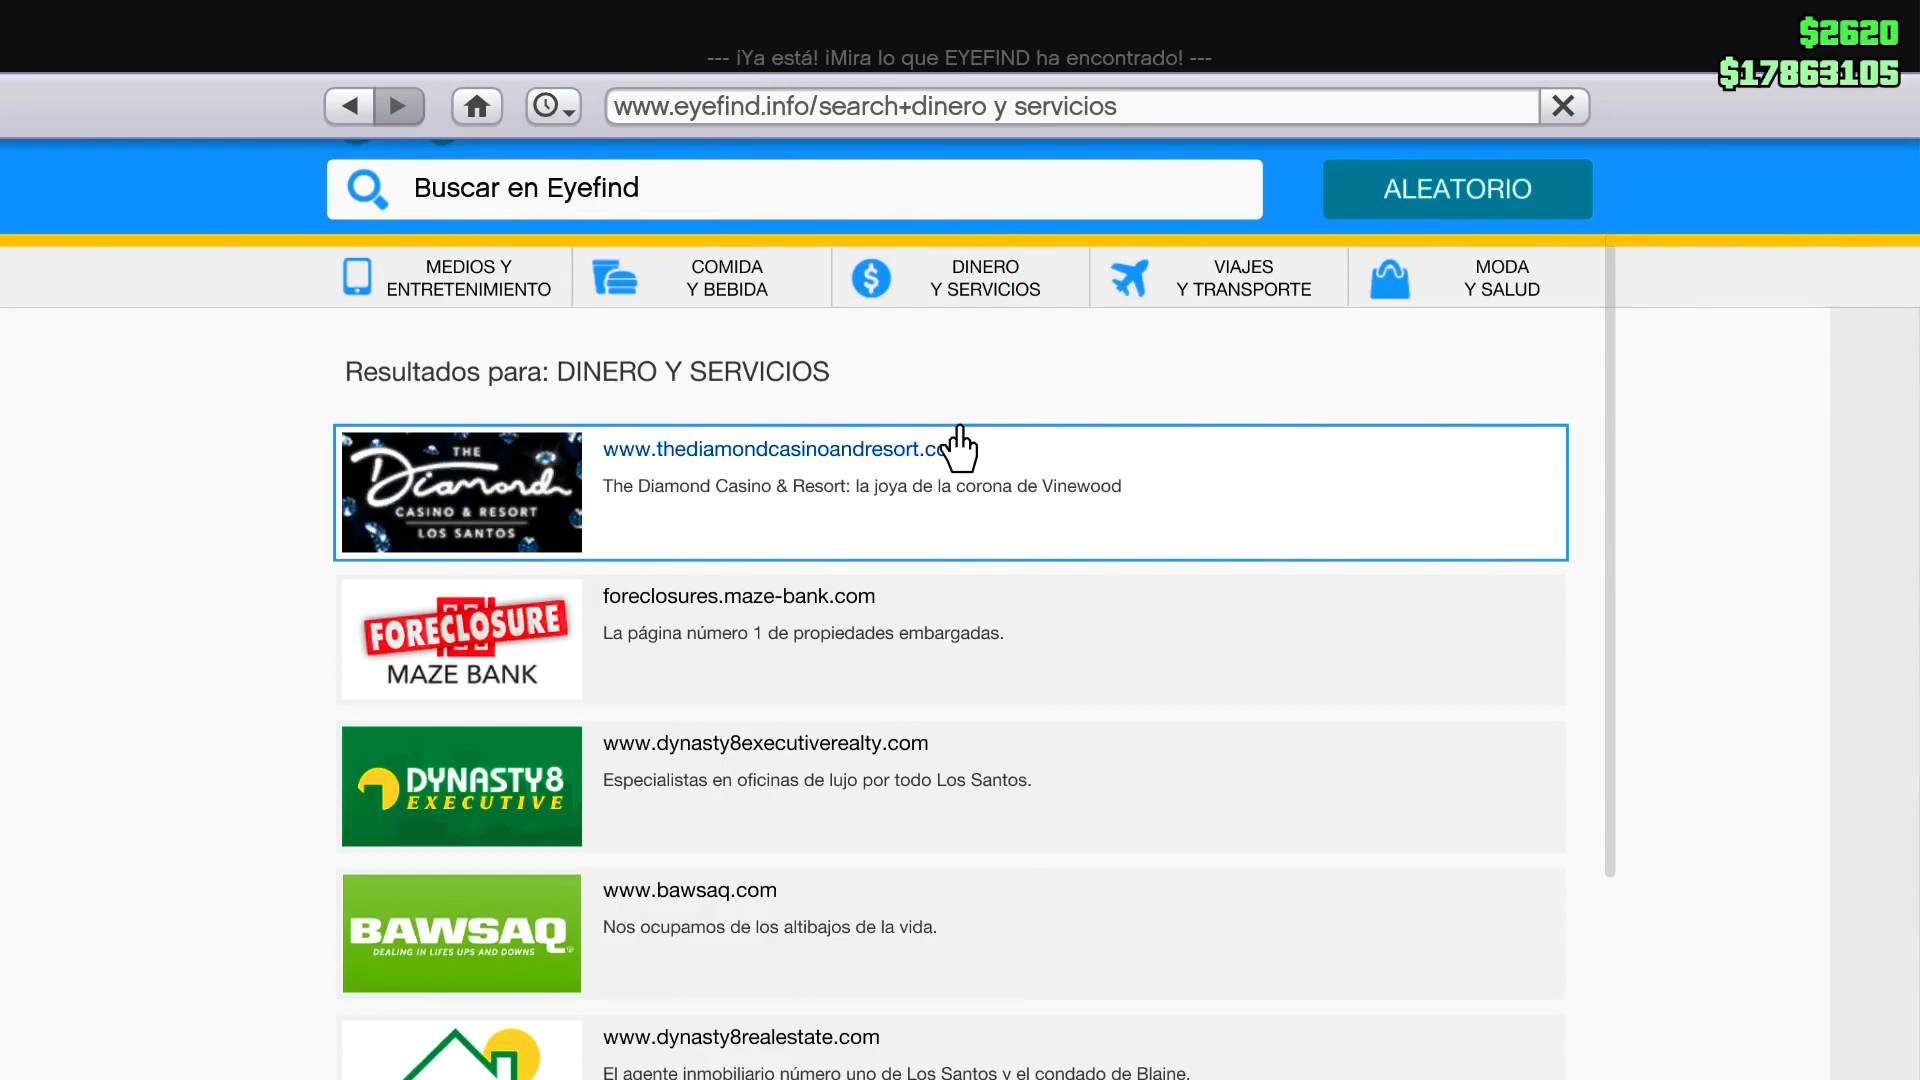 $2620
$17863105
--- ¡Ya está! ¡Mira lo que EYEFIND ha encontrado! ---
www.eyefind.info/search+dinero y servicios
Buscar en Eyefind
ALEATORIO
MEDIOS Y
ENTRETENIMIENTO
COMIDA
Y BEBIDA
DINERO
Y SERVICIOS
VIAJES
Y TRANSPORTE
MODA
Y SALUD
Resultados para: DINERO Y SERVICIOS
THE
Diamond
CASINO & RESORT
LOS SANTOS
www.thediamondcasinoandresort.co
The Diamond Casino & Resort: la joya de la corona de Vinewood
FORECLOSURE
MAZE BANK
foreclosures.maze-bank.com
La página número 1 de propiedades embargadas.
DYNASTY8
EXECUTIVE
www.dynasty8executiverealty.com
Especialistas en oficinas de lujo por todo Los Santos.
BAWSAQ
DEALING IN LIFES UPS AND DOWNS
www.bawsaq.com
Nos ocupamos de los altibajos de la vida.
www.dynasty8realestate.com
El agente inmobiliario número uno de Los Santos y el condado de Blaine.